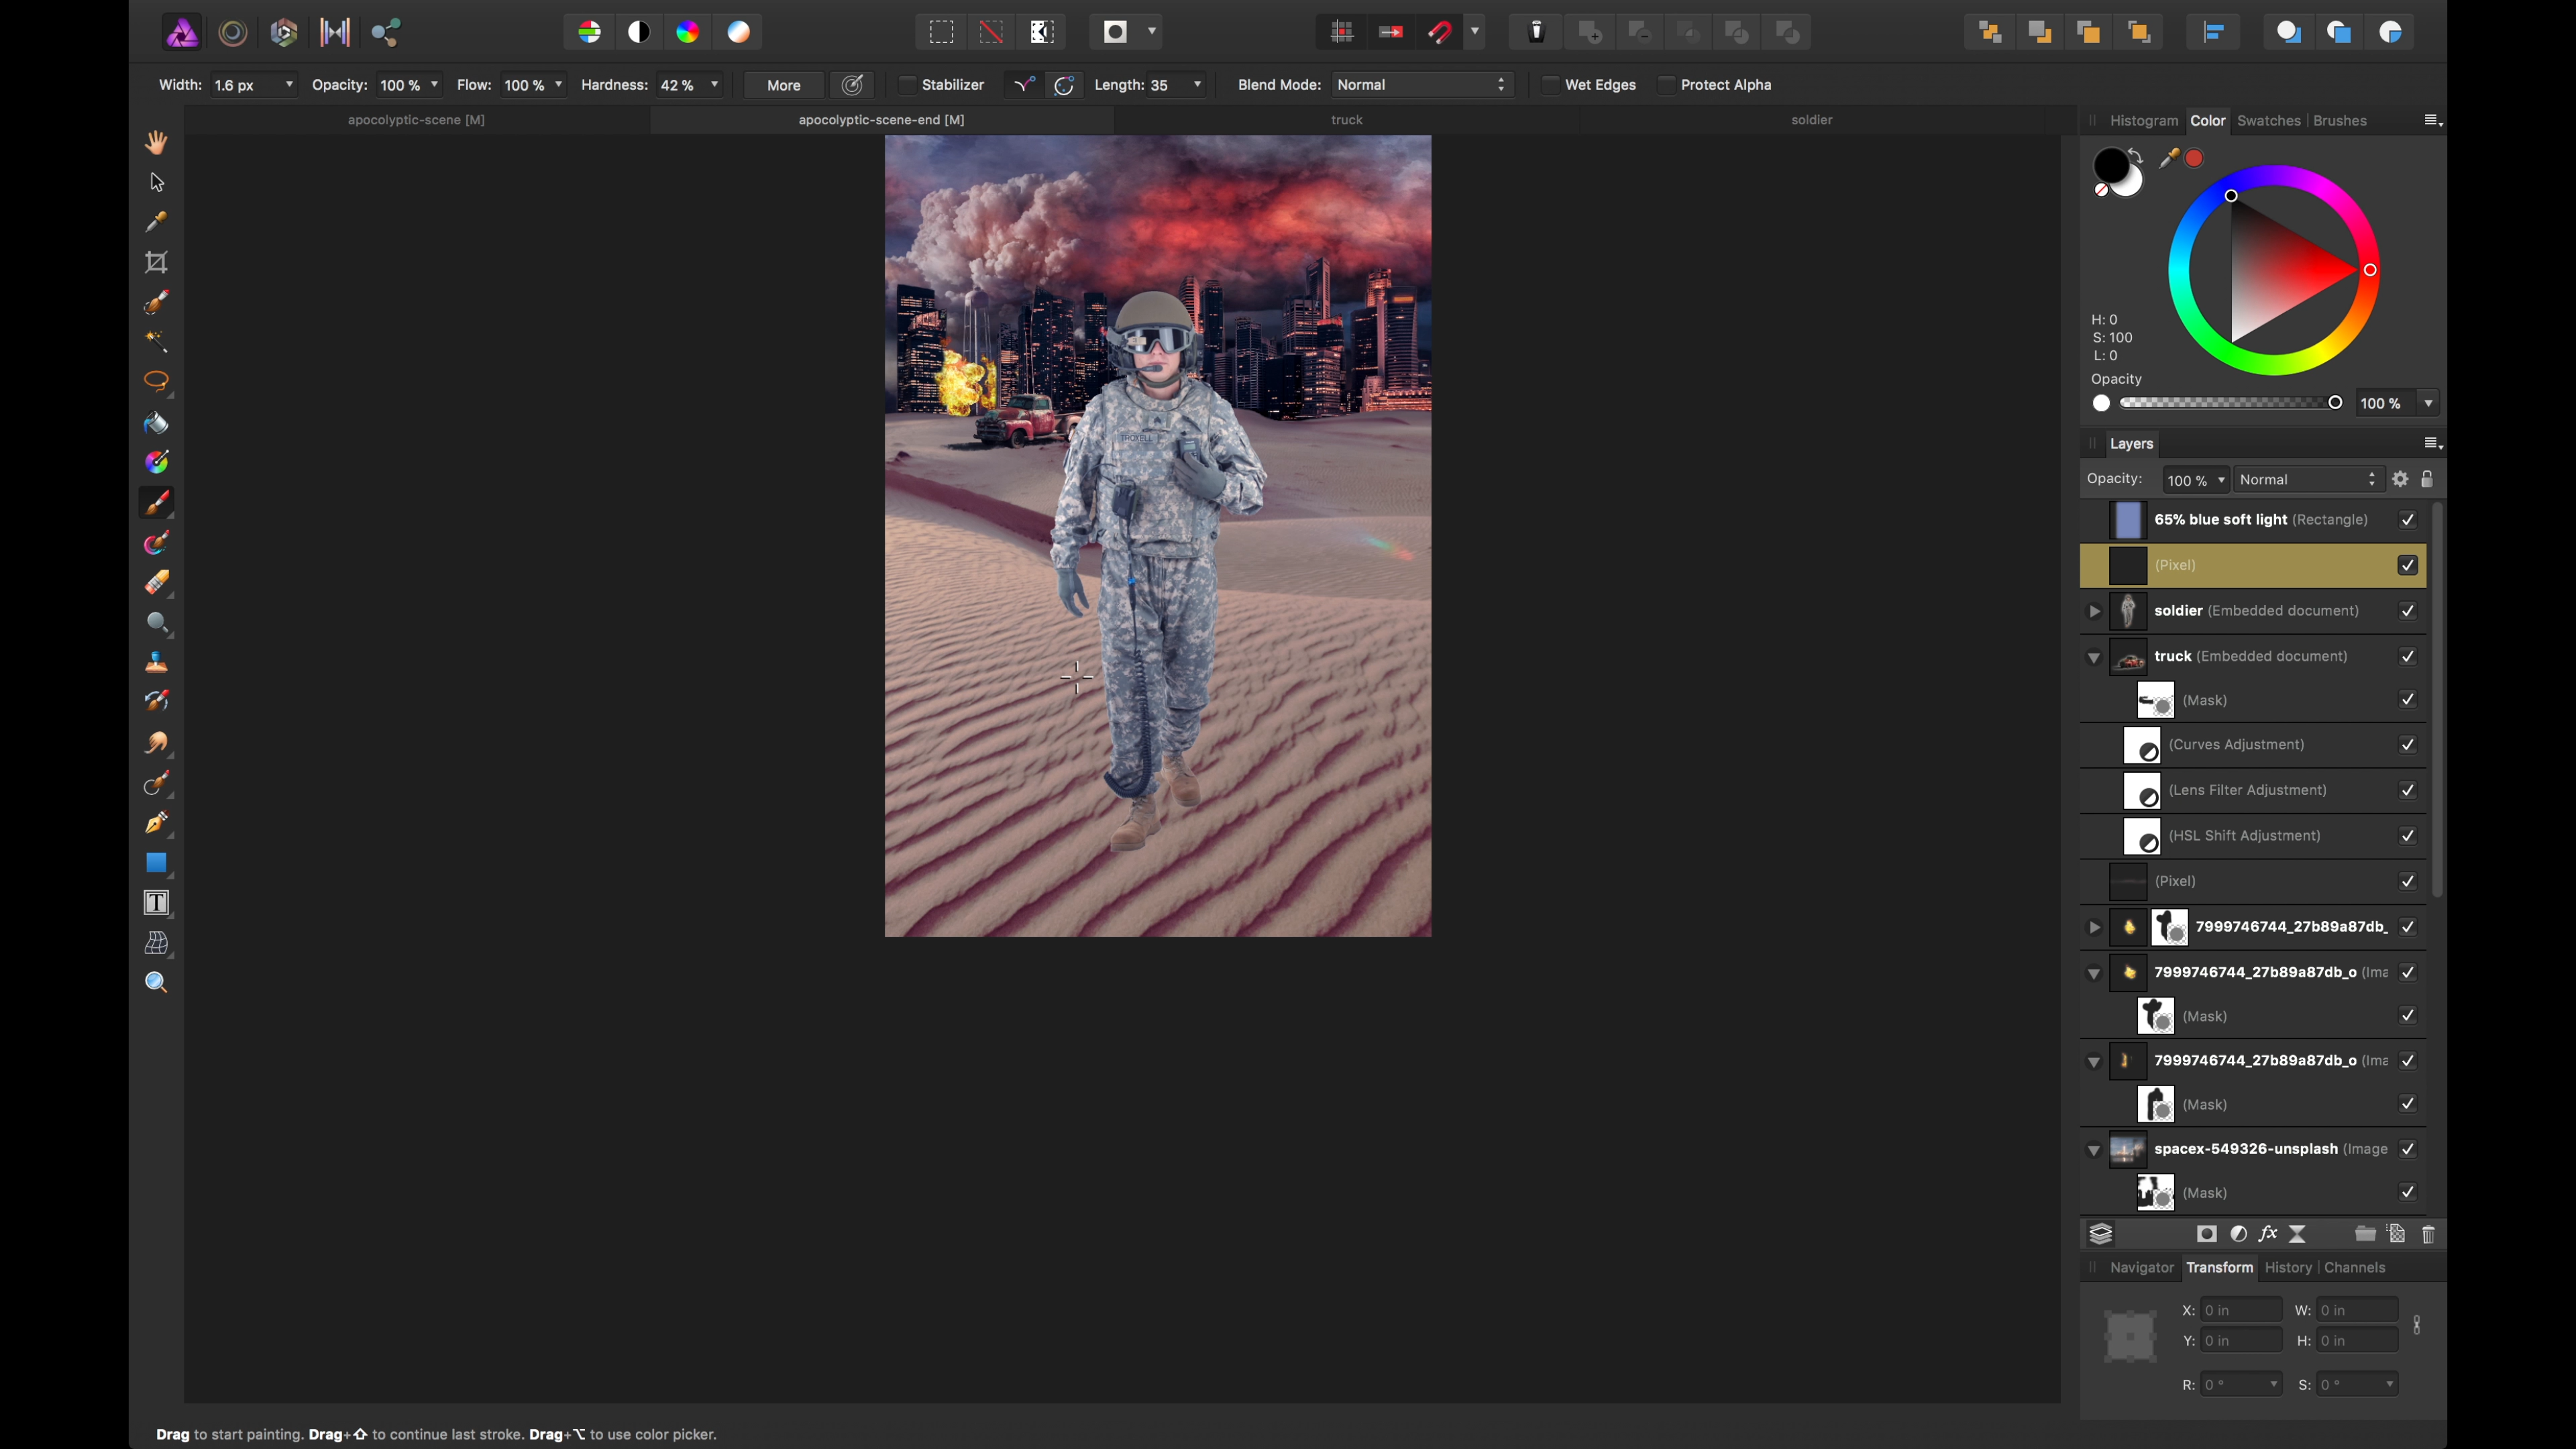 Width: 1.6 px Opacity: 100 % Flow: 100 % Hardness: 42 % More Stabilizer Length: 35 Blend Mode: Normal Wet Edges Protect Alpha
apocolyptic-scene [M] apocolyptic-scene-end [M] truck soldier
Histogram Color Swatches Brushes
H: 0
S: 100
L: 0
Opacity
100 %
Layers
Opacity: 100 % Normal
65% blue soft light (Rectangle)
(Pixel)
soldier (Embedded document)
truck (Embedded document)
(Mask)
(Curves Adjustment)
(Lens Filter Adjustment)
(HSL Shift Adjustment)
(Pixel)
7999746744_27b89a87db_
7999746744_27b89a87db_o (Ima
(Mask)
7999746744_27b89a87db_o (Ima
(Mask)
spacex-549326-unsplash (Image
(Mask)
fx
Navigator Transform History Channels
X: 0 in W: 0 in
Y: 0 in H: 0 in
R: 0 ° S: 0 °
TROXELL
T
Drag to start painting. Drag+⇧ to continue last stroke. Drag+⌥ to use color picker.